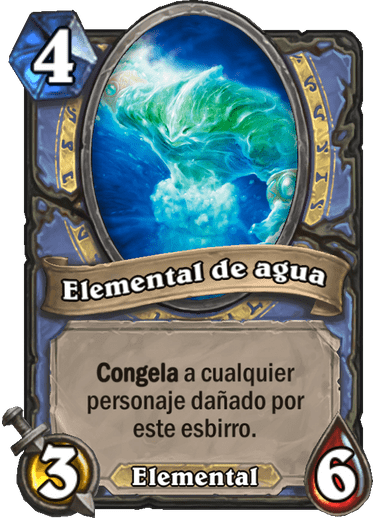 4
Elemental de agua
Congela a cualquier
personaje dañado por
este esbirro.
3
Elemental
6